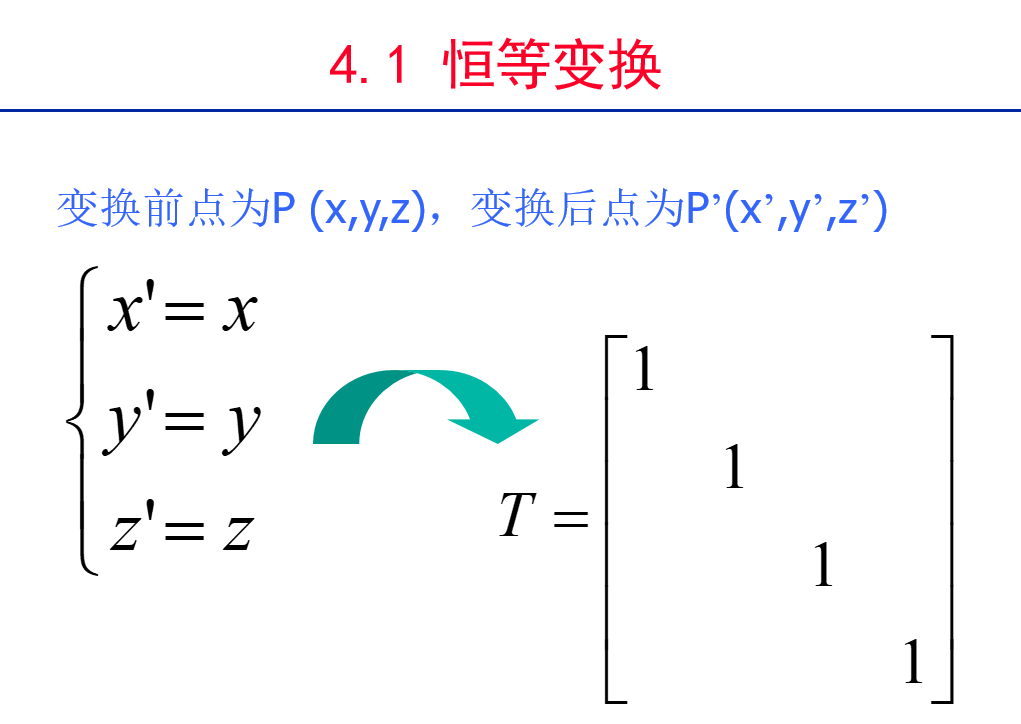 4.1 恒等变换
变换前点为P (x,y,z)，变换后点为P’(x’,y’,z’)
x'= x
y'= y
z'= z
T =
1
1
1
1